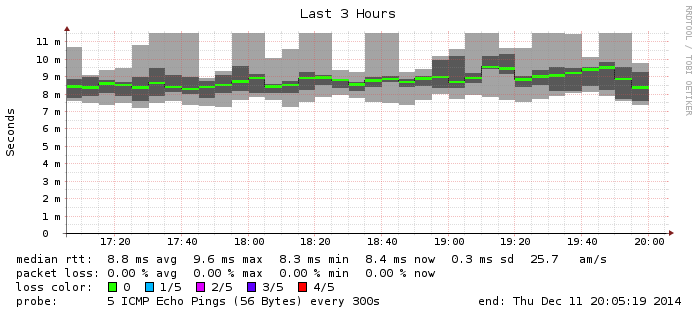 Last 3 Hours
RRDTOOL / TOBI OETIKER
Seconds
11 m
10 m
9 m
8 m
7 m
6 m
5 m
4 m
3 m
2 m
1 m
0
17:20 17:40 18:00 18:20 18:40 19:00 19:20 19:40 20:00
median rtt: 8.8 ms avg 9.6 ms max 8.3 ms min 8.4 ms now 0.3 ms sd 25.7 am/s
packet loss: 0.00 % avg 0.00 % max 0.00 % min 0.00 % now
loss color: 0 1/5 2/5 3/5 4/5
probe: 5 ICMP Echo Pings (56 Bytes) every 300s end: Thu Dec 11 20:05:19 2014